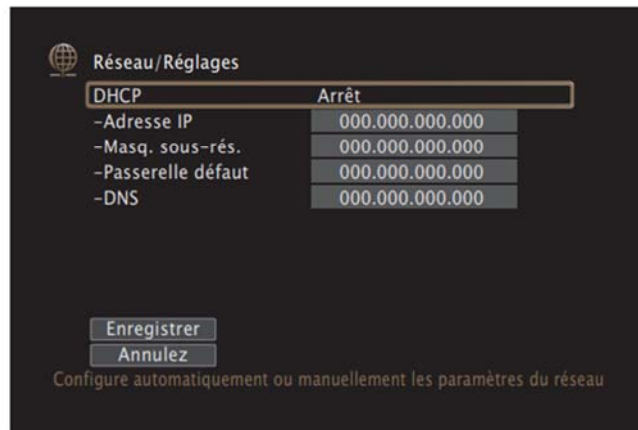 Réseau/Réglages
DHCP Arrêt
-Adresse IP 000.000.000.000
-Masq. sous-rés. 000.000.000.000
-Passerelle défaut 000.000.000.000
-DNS 000.000.000.000
Enregistrer
Annulez
Configure automatiquement ou manuellement les paramètres du réseau